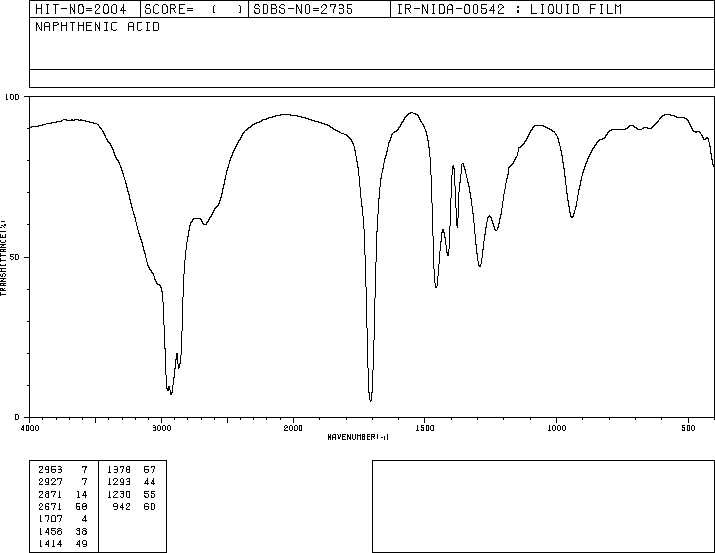 HIT-NO=2004 SCORE= ( ) SDBS-NO=2735 IR-NIDA-00542 : LIQUID FILM
NAPHTHENIC ACID
100
50
0
TRANSMITTANCE(%)
4000 3000 2000 1500 1000 500
WAVENUMBER(-1)
2953 7 1378 57
2927 7 1293 44
2871 14 1230 55
2671 58 942 60
1707 4
1458 38
1414 49